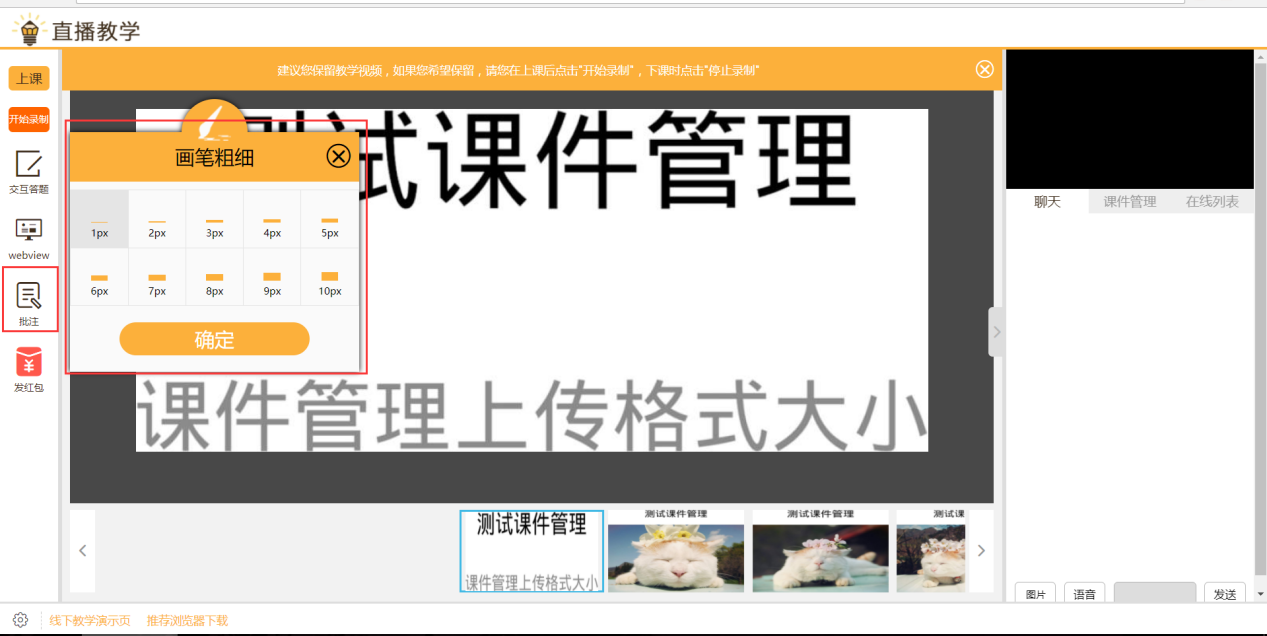 直播教学
上课
建议您保留教学视频，如果您希望保留，请您在上课后点击"开始录制"，下课时点击"停止录制"
开始录制
交互答题
webview
批注
发红包
测试课件管理
画笔粗细
1px 2px 3px 4px 5px
6px 7px 8px 9px 10px
确定
课件管理上传格式大小
聊天 课件管理 在线列表
测试课件管理
课件管理上传格式大小
测试课件管理
测试课件管理
测试课
图片 语音 发送
线下教学演示页 推荐浏览器下载